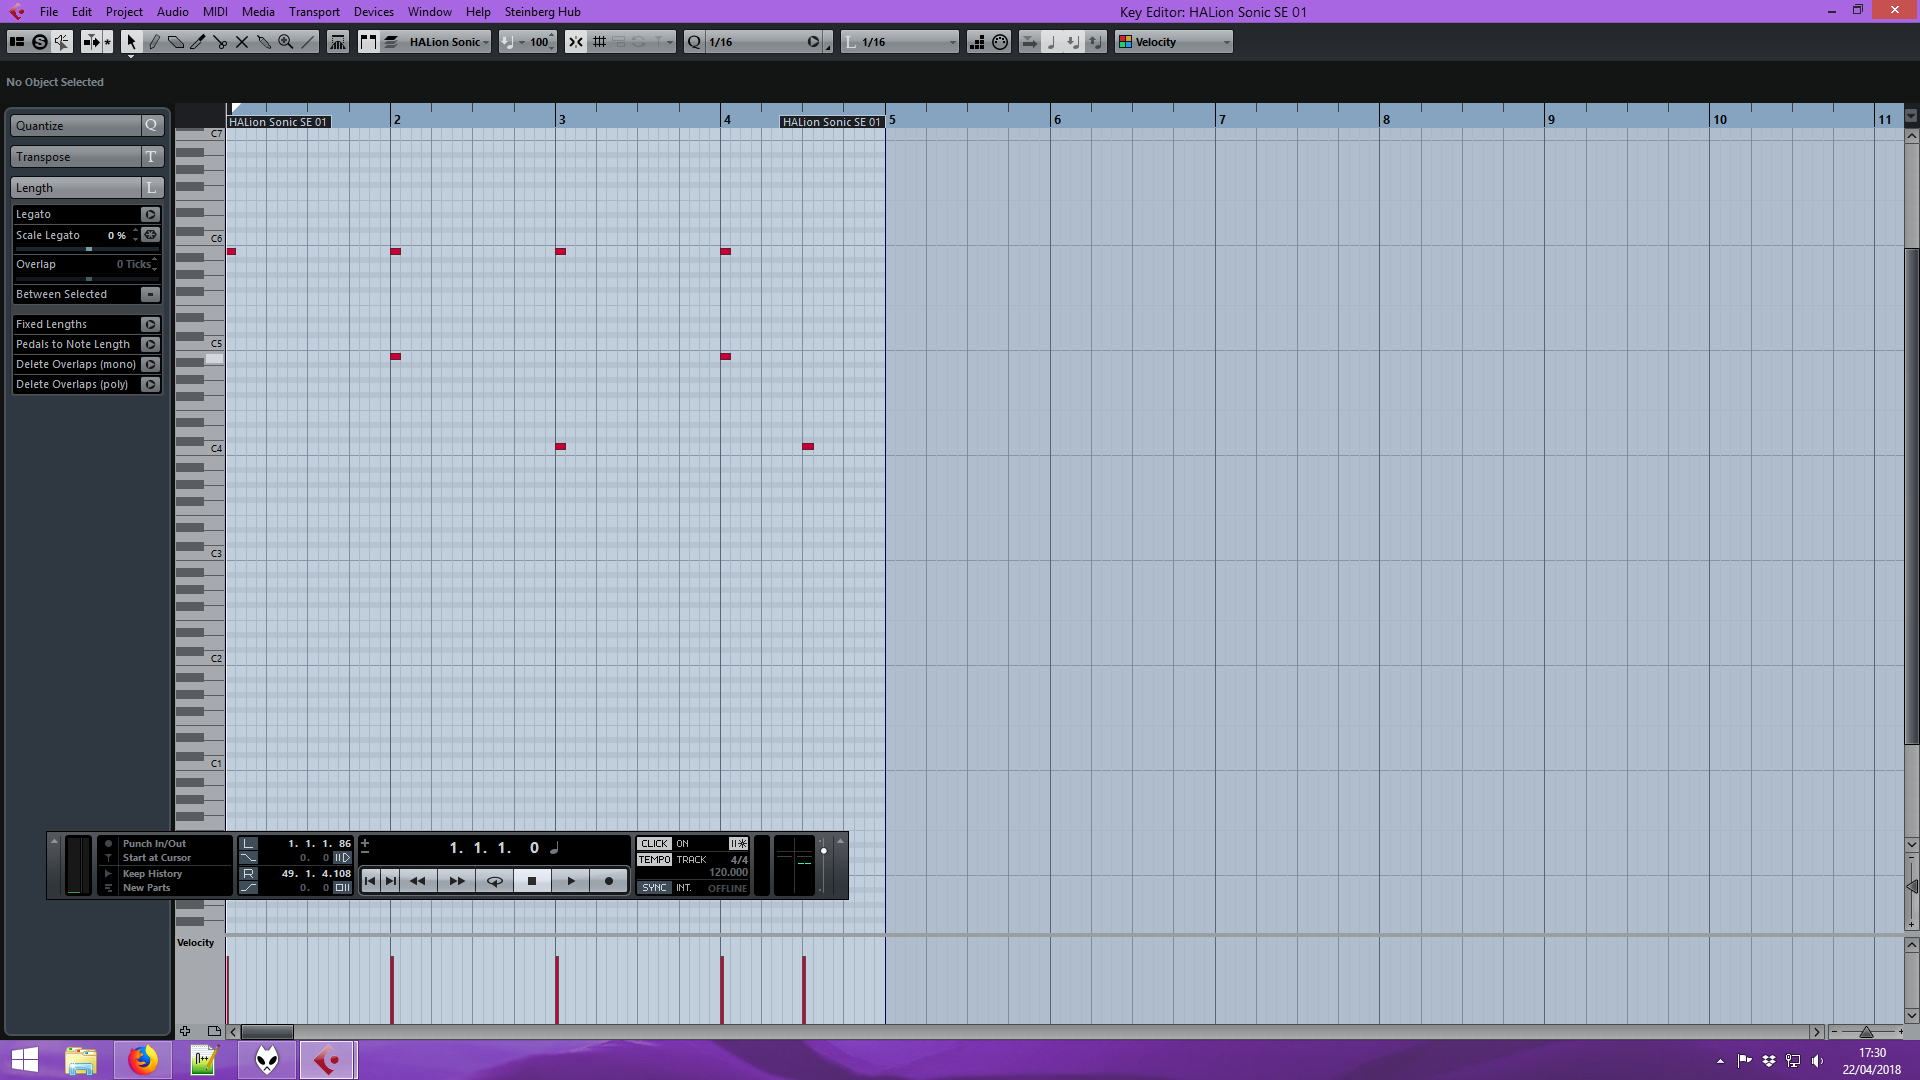 File Edit Project Audio MIDI Media Transport Devices Window Help Steinberg Hub
Key Editor: HALion Sonic SE 01
HALion Sonic
100
Q 1/16
L 1/16
Velocity
No Object Selected
Quantize Q
Transpose T
Length L
Legato
Scale Legato 0 %
Overlap 0 Ticks
Between Selected
Fixed Lengths
Pedals to Note Length
Delete Overlaps (mono)
Delete Overlaps (poly)
HALion Sonic SE 01 2 3 4 HALion Sonic SE 01 5 6 7 8 9 10 11
C7
C6
C5
C4
C3
C2
C1
Punch In/Out
Start at Cursor
Keep History
New Parts
L 1. 1. 1. 86
0. 0
R 49. 1. 4.108
0. 0
1. 1. 1. 0
CLICK ON
TEMPO TRACK 4/4
120.000
SYNC INT. OFFLINE
Velocity
17:30
22/04/2018